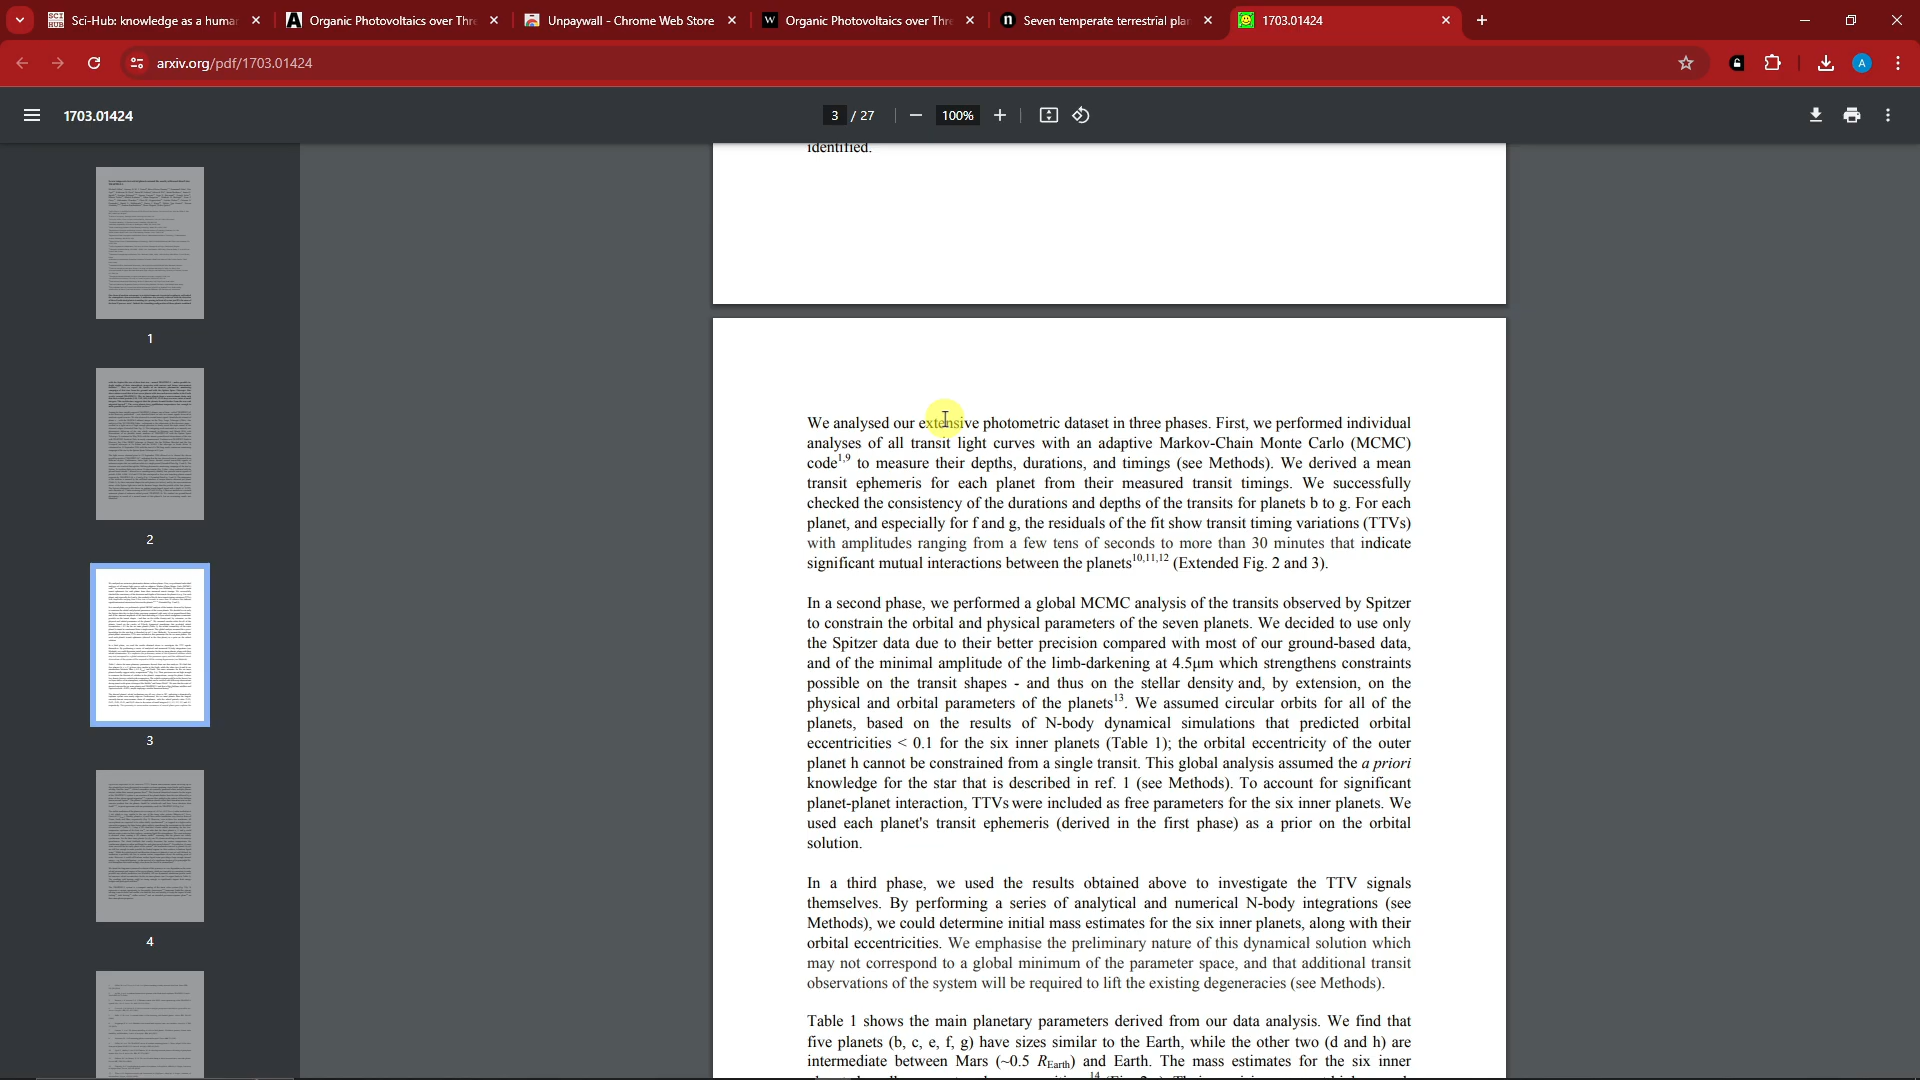 SCI HUB Sci-Hub: knowledge as a huma
Organic Photovoltaics over Thr
Unpaywall - Chrome Web Store
W Organic Photovoltaics over Thr
n Seven temperate terrestrial pla
1703.01424
arxiv.org/pdf/1703.01424
A
1703.01424
3 / 27
100%
identified.
We analysed our extensive photometric dataset in three phases. First, we performed individual
analyses of all transit light curves with an adaptive Markov-Chain Monte Carlo (MCMC)
code1,9 to measure their depths, durations, and timings (see Methods). We derived a mean
transit ephemeris for each planet from their measured transit timings. We successfully
checked the consistency of the durations and depths of the transits for planets b to g. For each
planet, and especially for f and g, the residuals of the fit show transit timing variations (TTVs)
with amplitudes ranging from a few tens of seconds to more than 30 minutes that indicate
significant mutual interactions between the planets10,11,12 (Extended Fig. 2 and 3).
In a second phase, we performed a global MCMC analysis of the transits observed by Spitzer
to constrain the orbital and physical parameters of the seven planets. We decided to use only
the Spitzer data due to their better precision compared with most of our ground-based data,
and of the minimal amplitude of the limb-darkening at 4.5μm which strengthens constraints
possible on the transit shapes - and thus on the stellar density and, by extension, on the
physical and orbital parameters of the planets13. We assumed circular orbits for all of the
planets, based on the results of N-body dynamical simulations that predicted orbital
eccentricities < 0.1 for the six inner planets (Table 1); the orbital eccentricity of the outer
planet h cannot be constrained from a single transit. This global analysis assumed the a priori
knowledge for the star that is described in ref. 1 (see Methods). To account for significant
planet-planet interaction, TTVs were included as free parameters for the six inner planets. We
used each planet's transit ephemeris (derived in the first phase) as a prior on the orbital
solution.
In a third phase, we used the results obtained above to investigate the TTV signals
themselves. By performing a series of analytical and numerical N-body integrations (see
Methods), we could determine initial mass estimates for the six inner planets, along with their
orbital eccentricities. We emphasise the preliminary nature of this dynamical solution which
may not correspond to a global minimum of the parameter space, and that additional transit
observations of the system will be required to lift the existing degeneracies (see Methods).
Table 1 shows the main planetary parameters derived from our data analysis. We find that
five planets (b, c, e, f, g) have sizes similar to the Earth, while the other two (d and h) are
intermediate between Mars (~0.5 REarth) and Earth. The mass estimates for the six inner
1
2
3
4